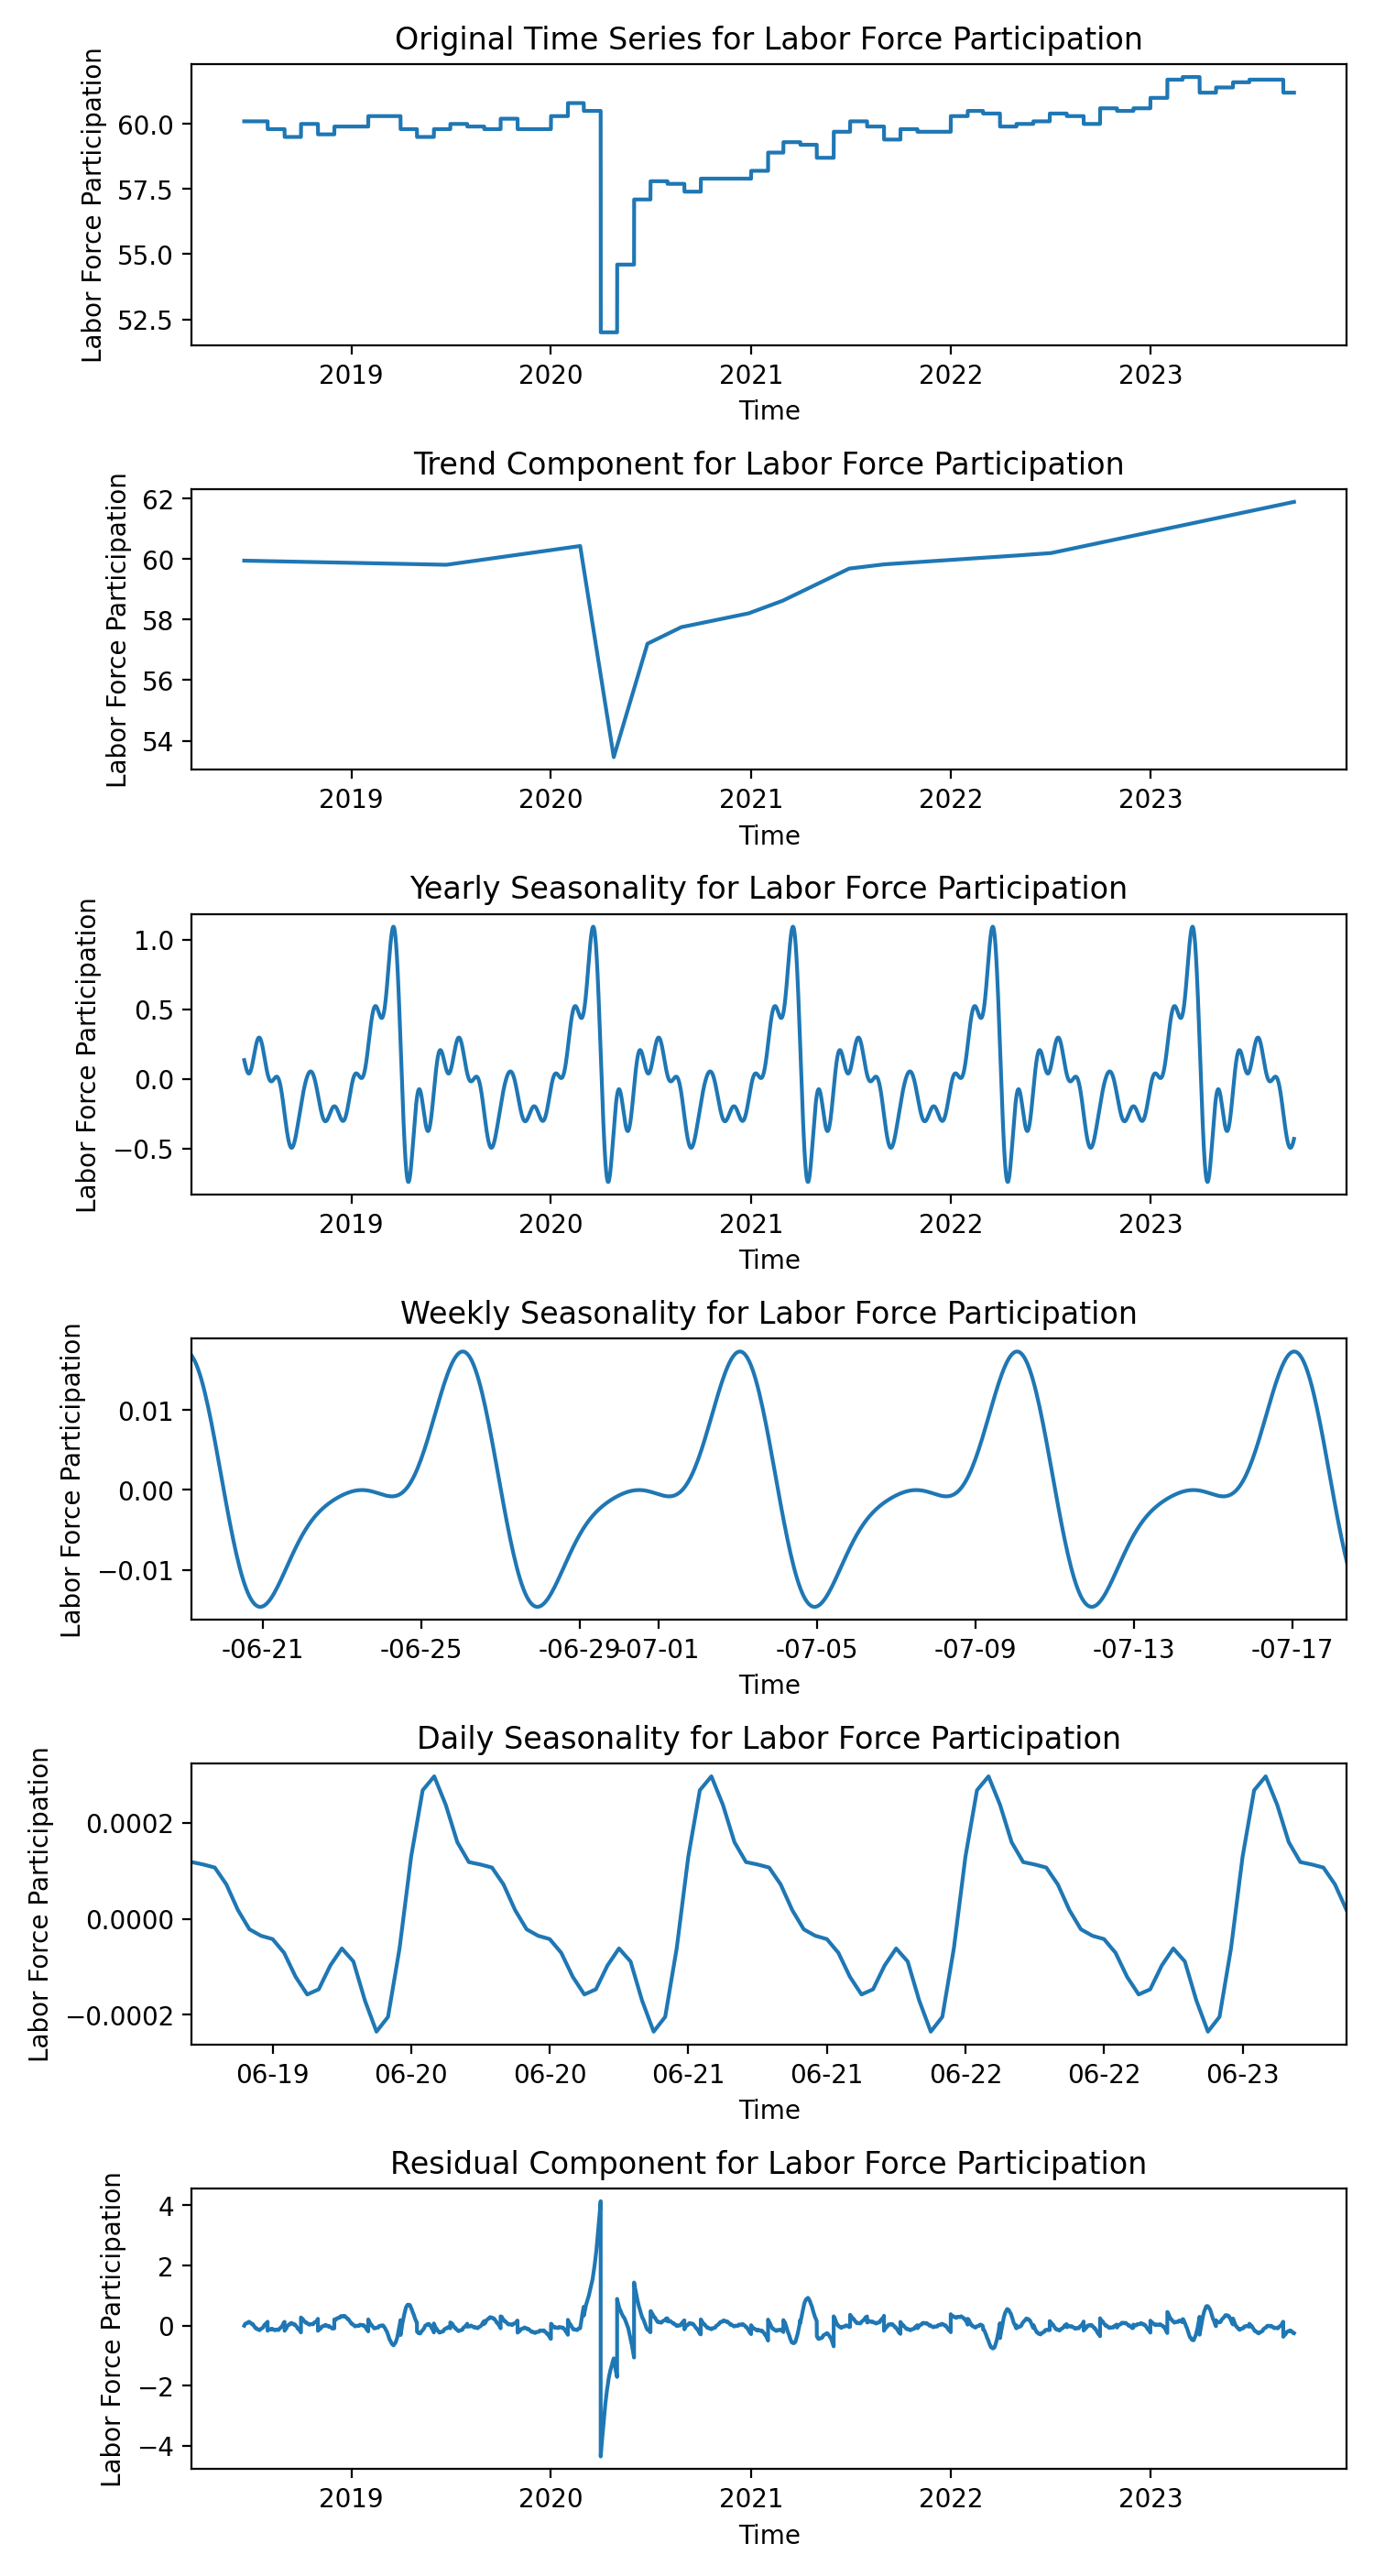 Original Time Series for Labor Force Participation
Labor Force Participation
60.0
57.5
55.0
52.5
2019 2020 2021 2022 2023
Time
Trend Component for Labor Force Participation
Labor Force Participation
62
60
58
56
54
2019 2020 2021 2022 2023
Time
Yearly Seasonality for Labor Force Participation
Labor Force Participation
1.0
0.5
0.0
−0.5
2019 2020 2021 2022 2023
Time
Weekly Seasonality for Labor Force Participation
Labor Force Participation
0.01
0.00
−0.01
-06-21 -06-25 -06-29 -07-01 -07-05 -07-09 -07-13 -07-17
Time
Daily Seasonality for Labor Force Participation
Labor Force Participation
0.0002
0.0000
−0.0002
06-19 06-20 06-20 06-21 06-21 06-22 06-22 06-23
Time
Residual Component for Labor Force Participation
Labor Force Participation
4
2
0
−2
−4
2019 2020 2021 2022 2023
Time